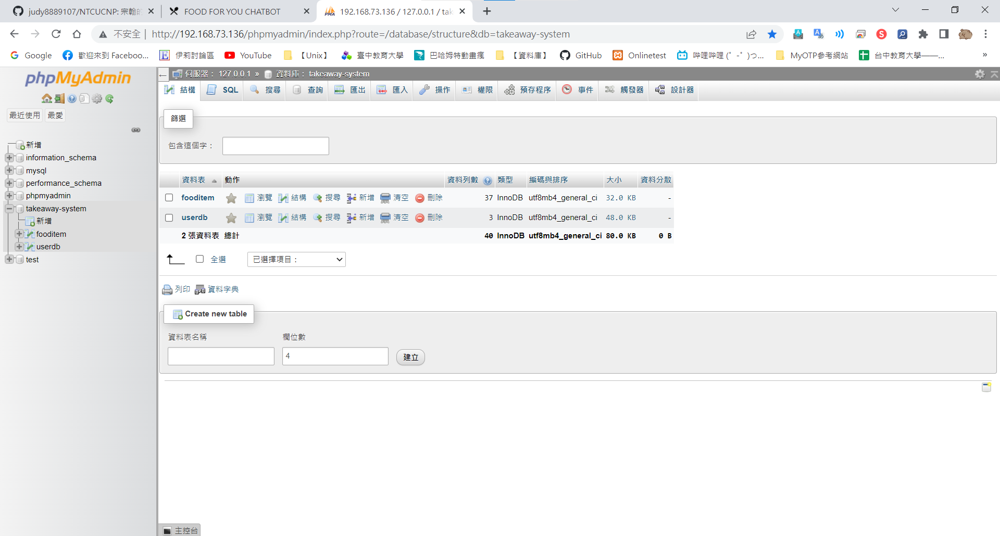 judy8889107/NTCUCNP: 宗翰的
FOOD FOR YOU CHATBOT
192.168.73.136 / 127.0.0.1 / tak
不安全 | http://192.168.73.136/phpmyadmin/index.php?route=/database/structure&db=takeaway-system
Google
歡迎來到 Faceboo...
伊莉討論區
YouTube
【Unix】
臺中教育大學
巴哈姆特動畫瘋
【資料庫】
GitHub
Onlinetest
哔哩哔哩 (゜-゜)つ...
MyOTP參考網站
台中教育大學——...
»
phpMyAdmin
最近使用 最愛
新增
information_schema
mysql
performance_schema
phpmyadmin
takeaway-system
新增
fooditem
userdb
test
伺服器： 127.0.0.1 » 資料庫： takeaway-system
結構 SQL 搜尋 查詢 匯出 匯入 操作 權限 預存程序 事件 觸發器 設計器
篩選
包含這個字：
資料表 動作 資料列數 類型 編碼與排序 大小 資料分散
fooditem 瀏覽 結構 搜尋 新增 清空 刪除 37 InnoDB utf8mb4_general_ci 32.0 KB -
userdb 瀏覽 結構 搜尋 新增 清空 刪除 3 InnoDB utf8mb4_general_ci 48.0 KB -
2 張資料表 總計 40 InnoDB utf8mb4_general_ci 80.0 KB 0 B
全選 已選擇項目：
列印 資料字典
Create new table
資料表名稱 欄位數
4 建立
主控台